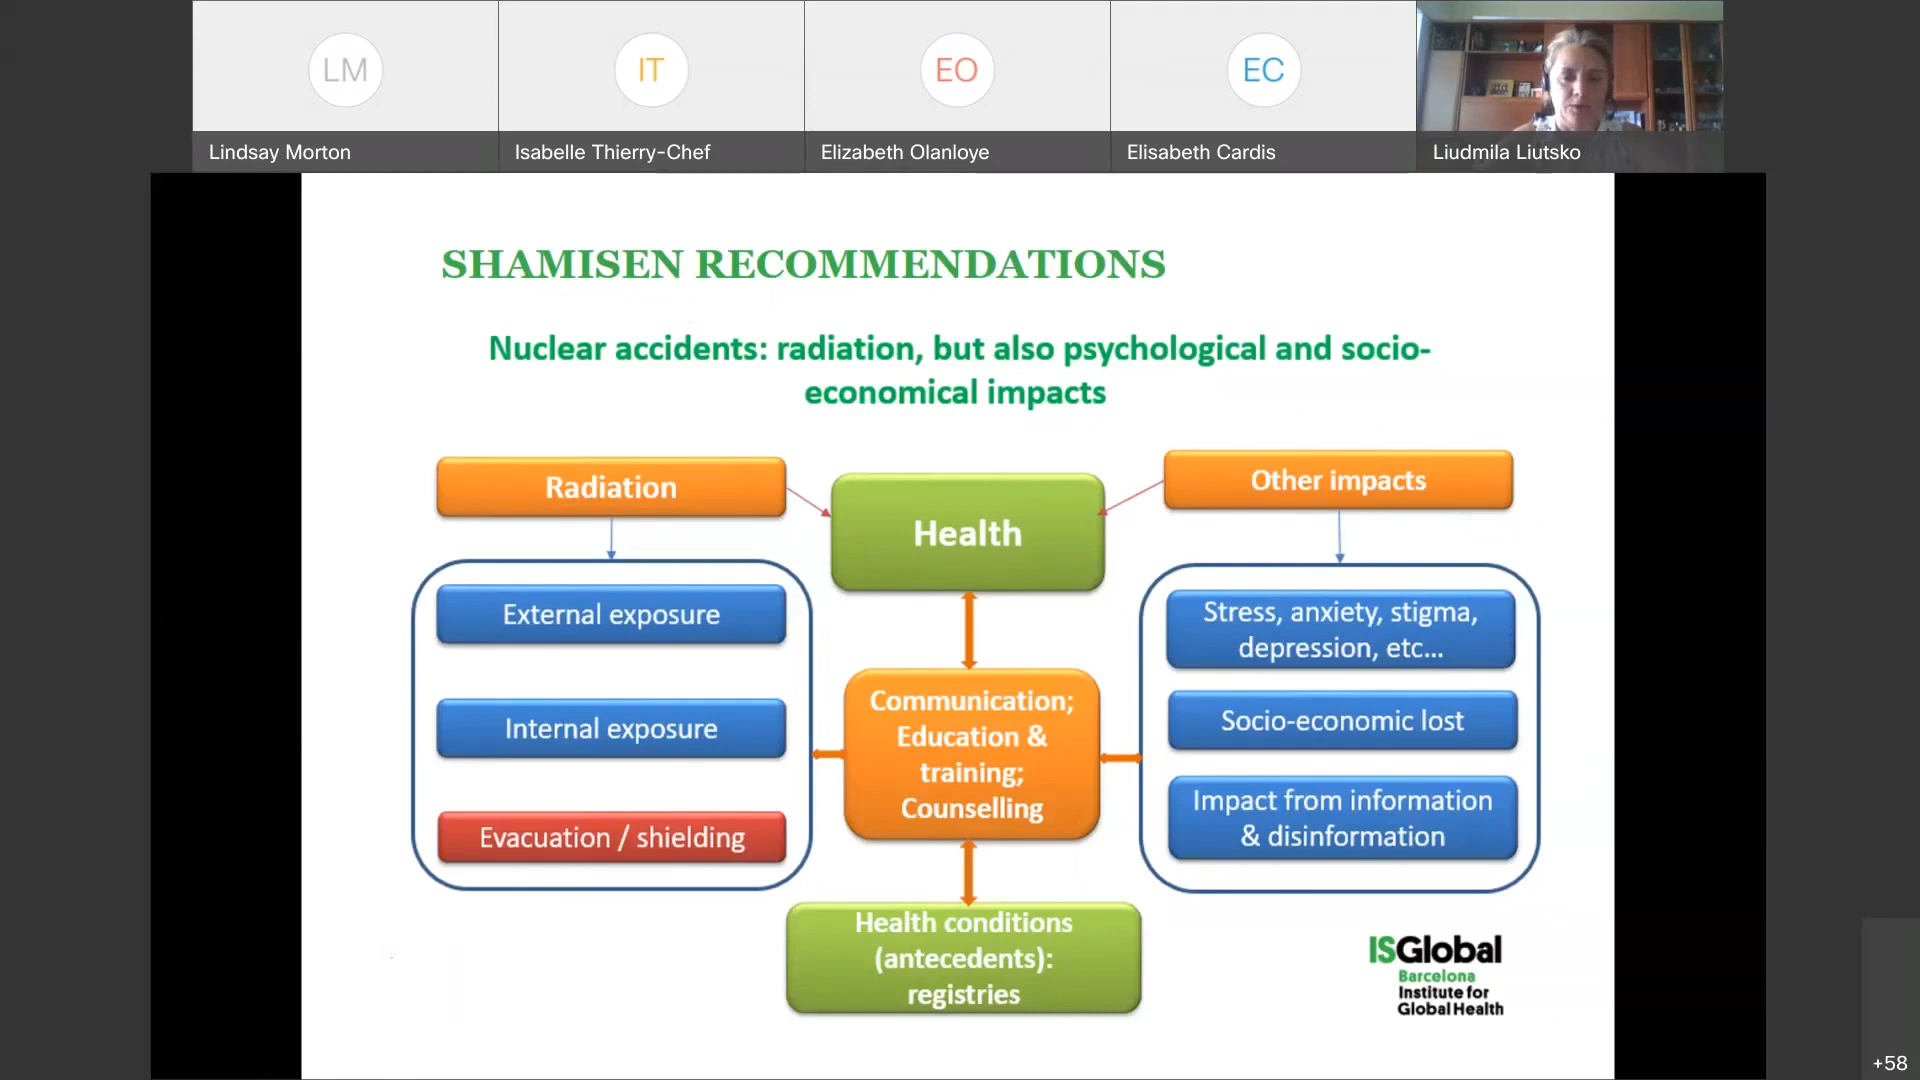 LM
IT
EO
EC
Lindsay Morton
Isabelle Thierry-Chef
Elizabeth Olanloye
Elisabeth Cardis
Liudmila Liutsko
SHAMISEN RECOMMENDATIONS
Nuclear accidents: radiation, but also psychological and socio-
economical impacts
Radiation
Health
Other impacts
External exposure
Internal exposure
Evacuation / shielding
Communication;
Education &
training;
Counselling
Stress, anxiety, stigma,
depression, etc...
Socio-economic lost
Impact from information
& disinformation
Health conditions
(antecedents):
registries
ISGlobal
Barcelona
Institute for
Global Health
+58